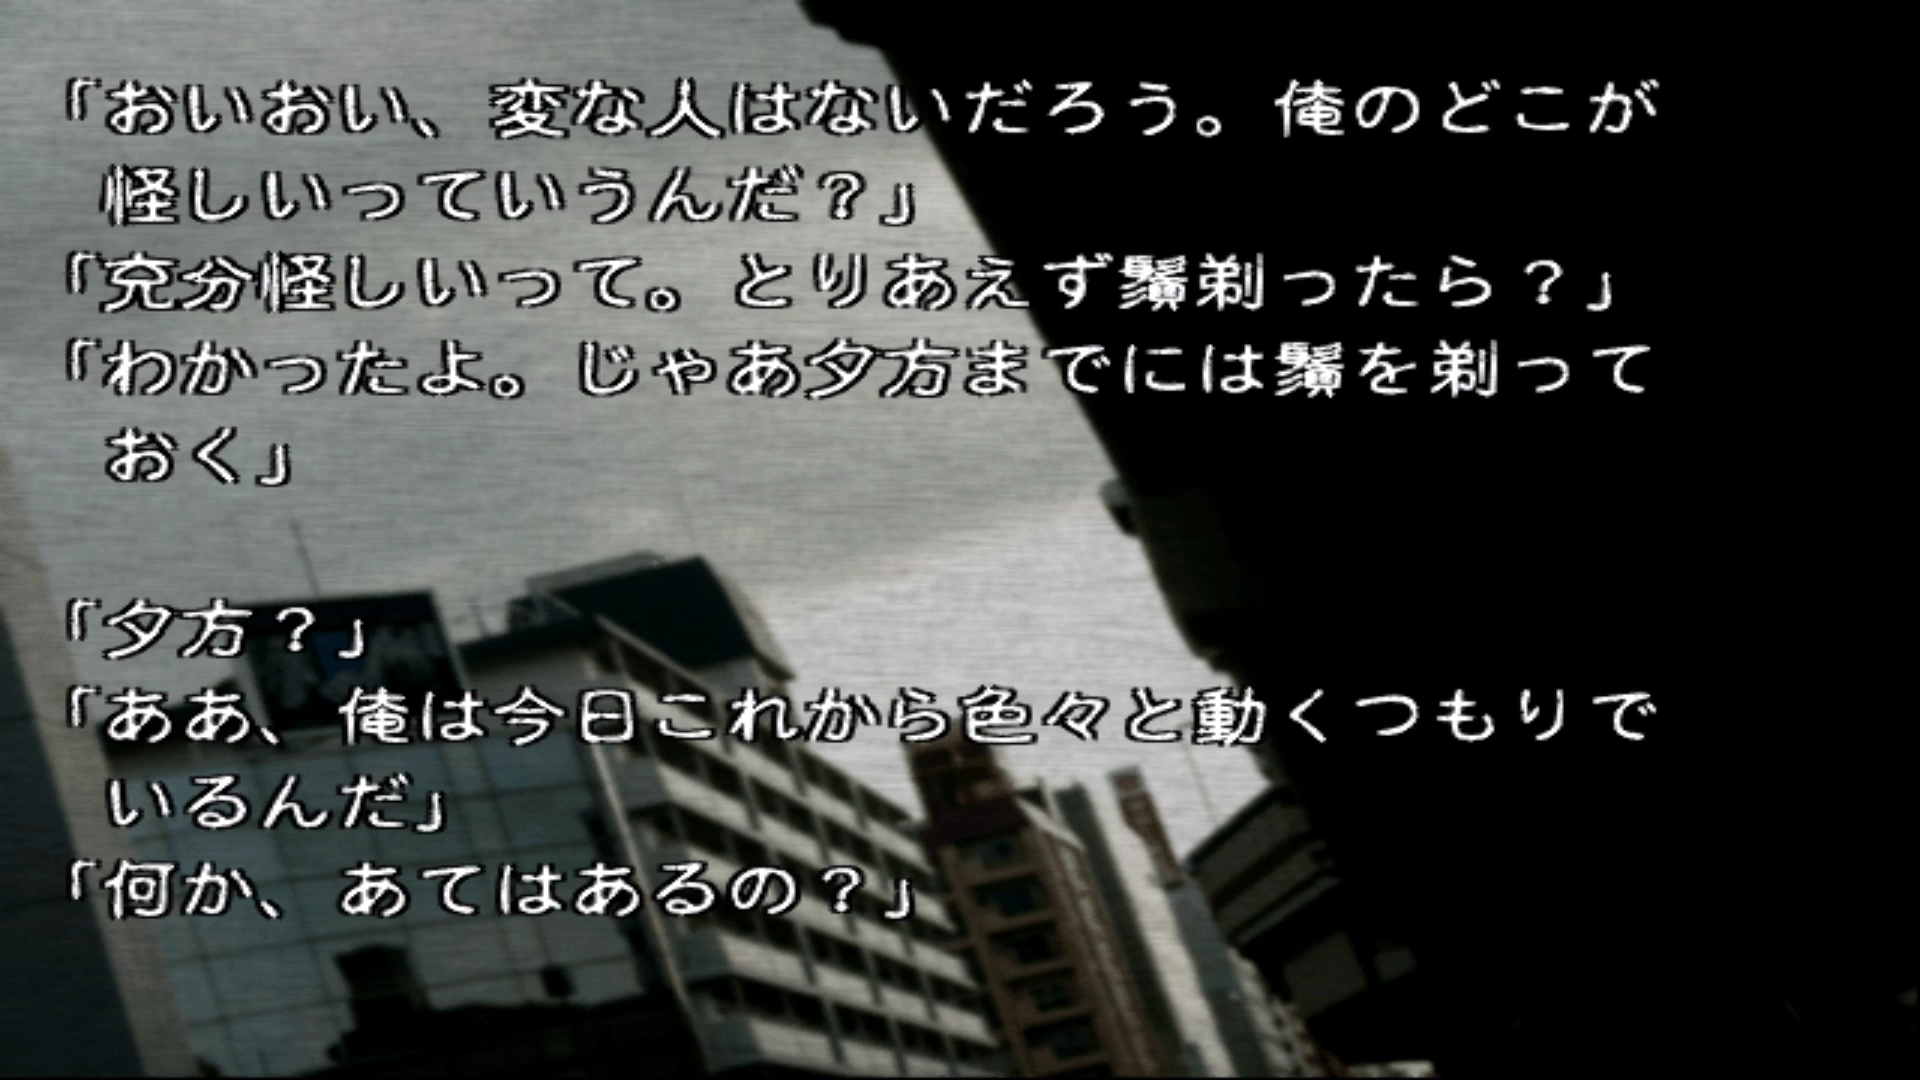 「おいおい、変な人はないだろう。俺のどこが
怪しいっていうんだ？」
「充分怪しいって。とりあえず鬚剃ったら？」
「わかったよ。じゃあ夕方までには鬚を剃って
おく」
「夕方？」
「ああ、俺は今日これから色々と動くつもりで
いるんだ」
「何か、あてはあるの？」